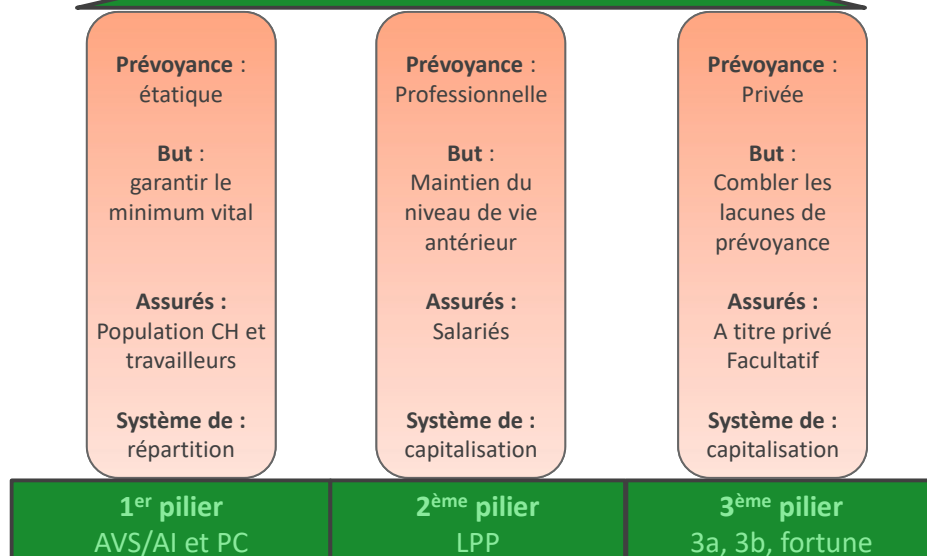 Prévoyance :
étatique
But :
garantir le
minimum vital
Assurés :
Population CH et
travailleurs
Système de :
répartition
Prévoyance :
Professionnelle
But :
Maintien du
niveau de vie
antérieur
Assurés :
Salariés
Système de :
capitalisation
Prévoyance :
Privée
But :
Combler les
lacunes de
prévoyance
Assurés :
A titre privé
Facultatif
Système de :
capitalisation
1er pilier
AVS/AI et PC
2ème pilier
LPP
3ème pilier
3a, 3b, fortune